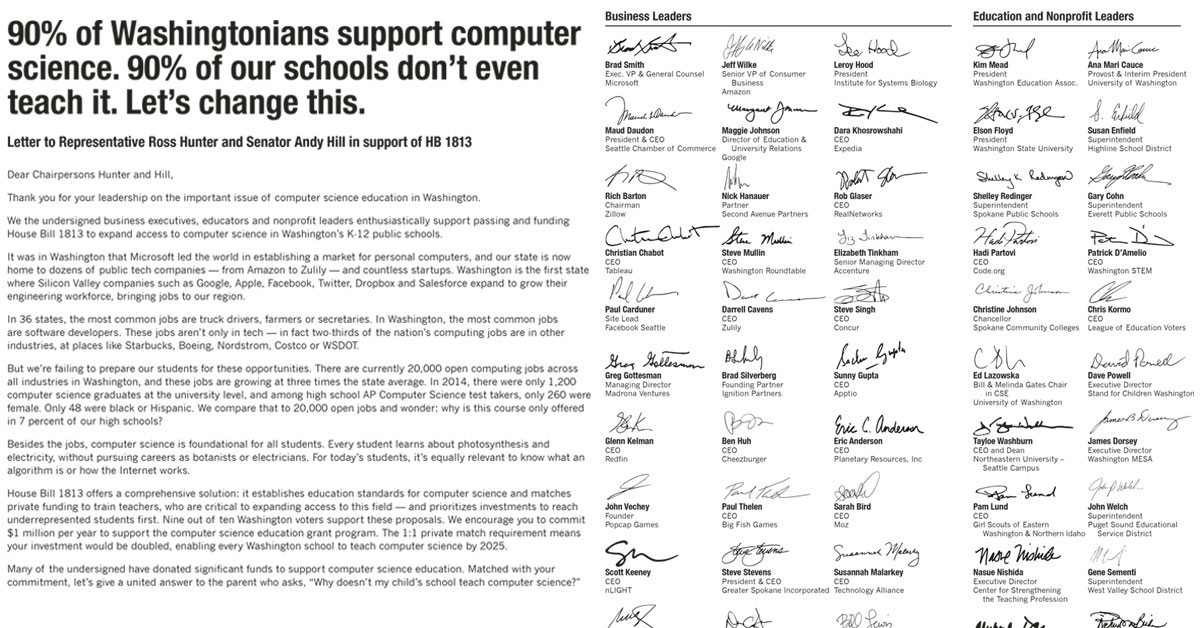 90% of Washingtonians support computer
science. 90% of our schools don’t even
teach it. Let’s change this.
Letter to Representative Ross Hunter and Senator Andy Hill in support of HB 1813
Dear Chairpersons Hunter and Hill,
Thank you for your leadership on the important issue of computer science education in Washington.
We the undersigned business executives, educators and nonprofit leaders enthusiastically support passing and funding
House Bill 1813 to expand access to computer science in Washington’s K-12 public schools.
It was in Washington that Microsoft led the world in establishing a market for personal computers, and our state is now
home to dozens of public tech companies — from Amazon to Zulily — and countless startups. Washington is the first state
where Silicon Valley companies such as Google, Apple, Facebook, Twitter, Dropbox and Salesforce expand to grow their
engineering workforce, bringing jobs to our region.
In 36 states, the most common jobs are truck drivers, farmers or secretaries. In Washington, the most common jobs
are software developers. These jobs aren’t only in tech — in fact two-thirds of the nation’s computing jobs are in other
industries, at places like Starbucks, Boeing, Nordstrom, Costco or WSDOT.
But we’re failing to prepare our students for these opportunities. There are currently 20,000 open computing jobs across
all industries in Washington, and these jobs are growing at three times the state average. In 2014, there were only 1,200
computer science graduates at the university level, and among high school AP Computer Science test takers, only 260 were
female. Only 48 were black or Hispanic. We compare that to 20,000 open jobs and wonder: why is this course only offered
in 7 percent of our high schools?
Besides the jobs, computer science is foundational for all students. Every student learns about photosynthesis and
electricity, without pursuing careers as botanists or electricians. For today’s students, it’s equally relevant to know what an
algorithm is or how the Internet works.
House Bill 1813 offers a comprehensive solution: it establishes education standards for computer science and matches
private funding to train teachers, who are critical to expanding access to this field — and prioritizes investments to reach
underrepresented students first. Nine out of ten Washington voters support these proposals. We encourage you to commit
$1 million per year to support the computer science education grant program. The 1:1 private match requirement means
your investment would be doubled, enabling every Washington school to teach computer science by 2025.
Many of the undersigned have donated significant funds to support computer science education. Matched with your
commitment, let’s give a united answer to the parent who asks, “Why doesn’t my child’s school teach computer science?”
Business Leaders
Brad Smith
Exec. VP & General Counsel
Microsoft
Jeff Wilke
Senior VP of Consumer
Business
Amazon
Leroy Hood
President
Institute for Systems Biology
Maud Daudon
President & CEO
Seattle Chamber of Commerce
Maggie Johnson
Director of Education &
University Relations
Google
Dara Khosrowshahi
CEO
Expedia
Rich Barton
Chairman
Zillow
Nick Hanauer
Partner
Second Avenue Partners
Rob Glaser
CEO
RealNetworks
Christian Chabot
CEO
Tableau
Steve Mullin
CEO
Washington Roundtable
Elizabeth Tinkham
Senior Managing Director
Accenture
Paul Carduner
Site Lead
Facebook Seattle
Darrell Cavens
CEO
Zulily
Steve Singh
CEO
Concur
Greg Gottesman
Managing Director
Madrona Ventures
Brad Silverberg
Founding Partner
Ignition Partners
Sunny Gupta
CEO
Apptio
Glenn Kelman
CEO
Redfin
Ben Huh
CEO
Cheezburger
Eric C. Anderson
Eric Anderson
CEO
Planetary Resources, Inc
John Vechey
Founder
Popcap Games
Paul Thelen
CEO
Big Fish Games
Sarah Bird
CEO
Moz
Scott Keeney
CEO
nLIGHT
Steve Stevens
President & CEO
Greater Spokane Incorporated
Susannah Malarkey
CEO
Technology Alliance
Education and Nonprofit Leaders
Kim Mead
President
Washington Education Assoc.
Ana Mari Cauce
Provost & Interim President
University of Washington
Elson Floyd
President
Washington State University
Susan Enfield
Superintendent
Highline School District
Shelley Redinger
Superintendent
Spokane Public Schools
Gary Cohn
Superintendent
Everett Public Schools
Hadi Partovi
CEO
Code.org
Patrick D’Amelio
CEO
Washington STEM
Christine Johnson
Chancellor
Spokane Community Colleges
Chris Kormo
CEO
League of Education Voters
Ed Lazowska
Bill & Melinda Gates Chair
in CSE
University of Washington
Dave Powell
Executive Director
Stand for Children Washington
Tayloe Washburn
CEO and Dean
Northeastern University –
Seattle Campus
James Dorsey
Executive Director
Washington MESA
Pam Lund
CEO
Girl Scouts of Eastern
Washington & Northern Idaho
John Welch
Superintendent
Puget Sound Educational
Service District
Nasue Nishida
Executive Director
Center for Strengthening
the Teaching Profession
Gene Sementi
Superintendent
West Valley School District